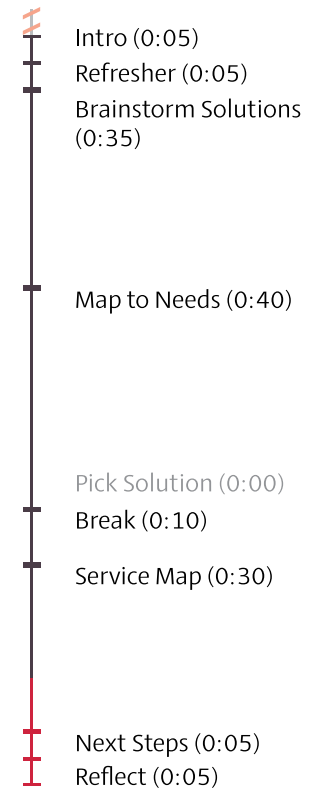 Intro (0:05)
Refresher (0:05)
Brainstorm Solutions
(0:35)
Map to Needs (0:40)
Pick Solution (0:00)
Break (0:10)
Service Map (0:30)
Next Steps (0:05)
Reflect (0:05)